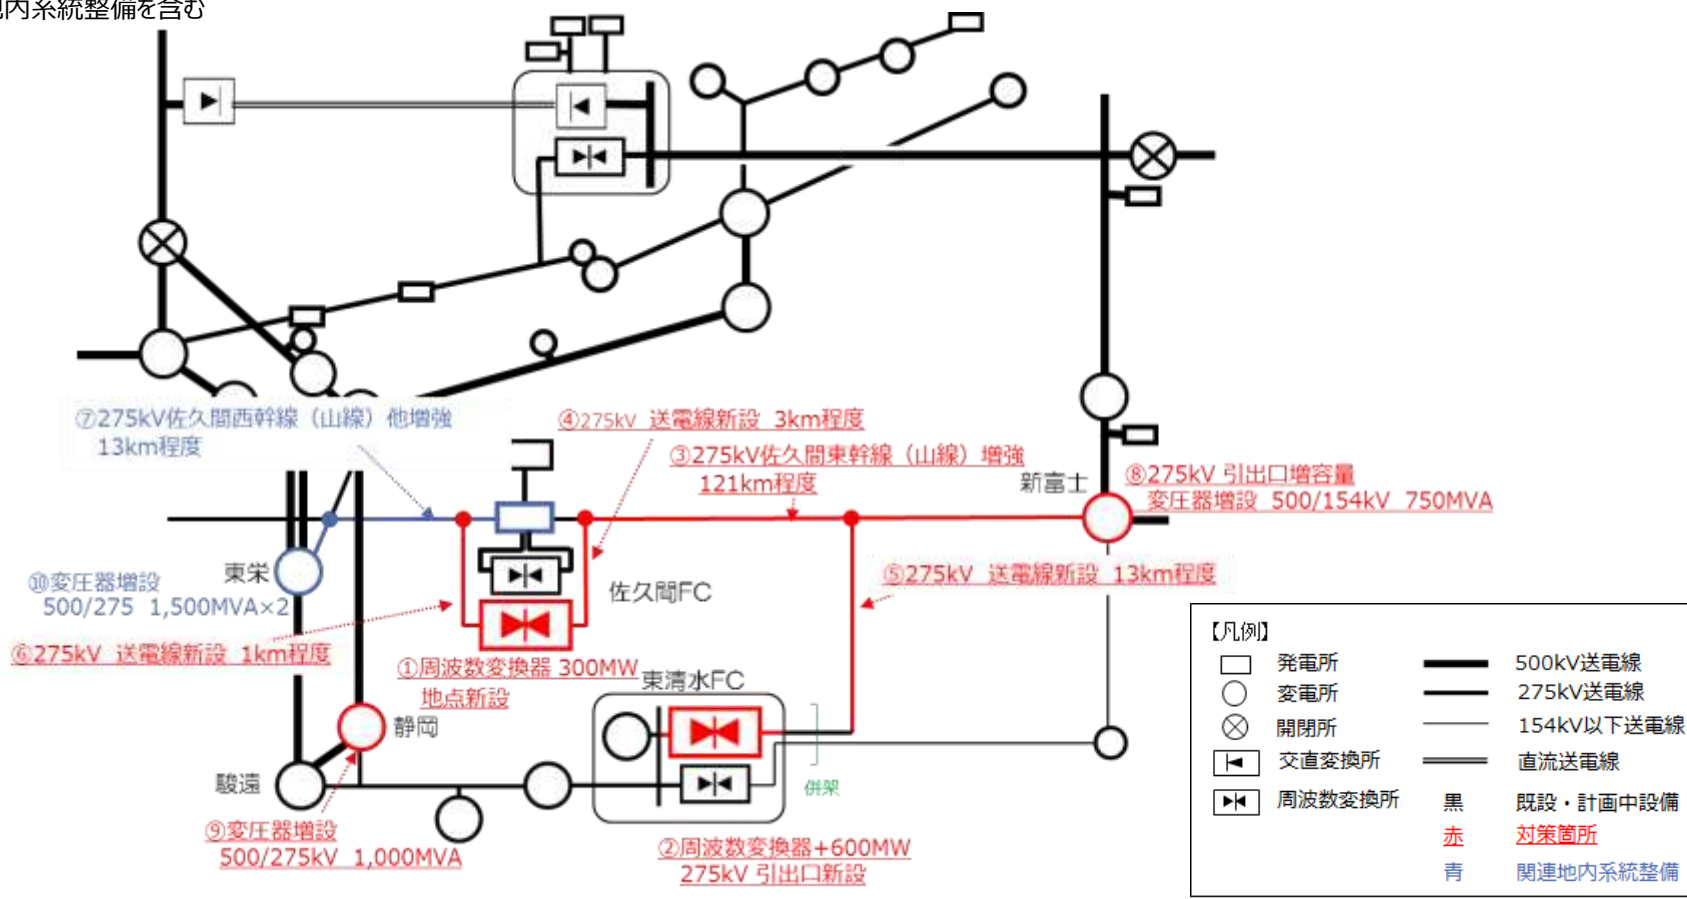 内系統整備を含む
⑦275kV佐久間西幹線（山線）他増強
13km程度
④275kV 送電線新設 3km程度
③275kV佐久間東幹線（山線）増強
121km程度
新富士
⑧275kV 引出口増容量
変圧器増設 500/154kV 750MVA
東栄
⑩変圧器増設
500/275 1,500MVA×2
佐久間FC
⑤275kV 送電線新設 13km程度
⑥275kV 送電線新設 1km程度
①周波数変換器 300MW
地点新設
東清水FC
静岡
駿遠
併架
⑨変圧器増設
500/275kV 1,000MVA
②周波数変換器+600MW
275kV 引出口新設
【凡例】
発電所
500kV送電線
変電所
275kV送電線
開閉所
154kV以下送電線
交直変換所
直流送電線
周波数変換所
黒 既設・計画中設備
赤 対策箇所
青 関連地内系統整備